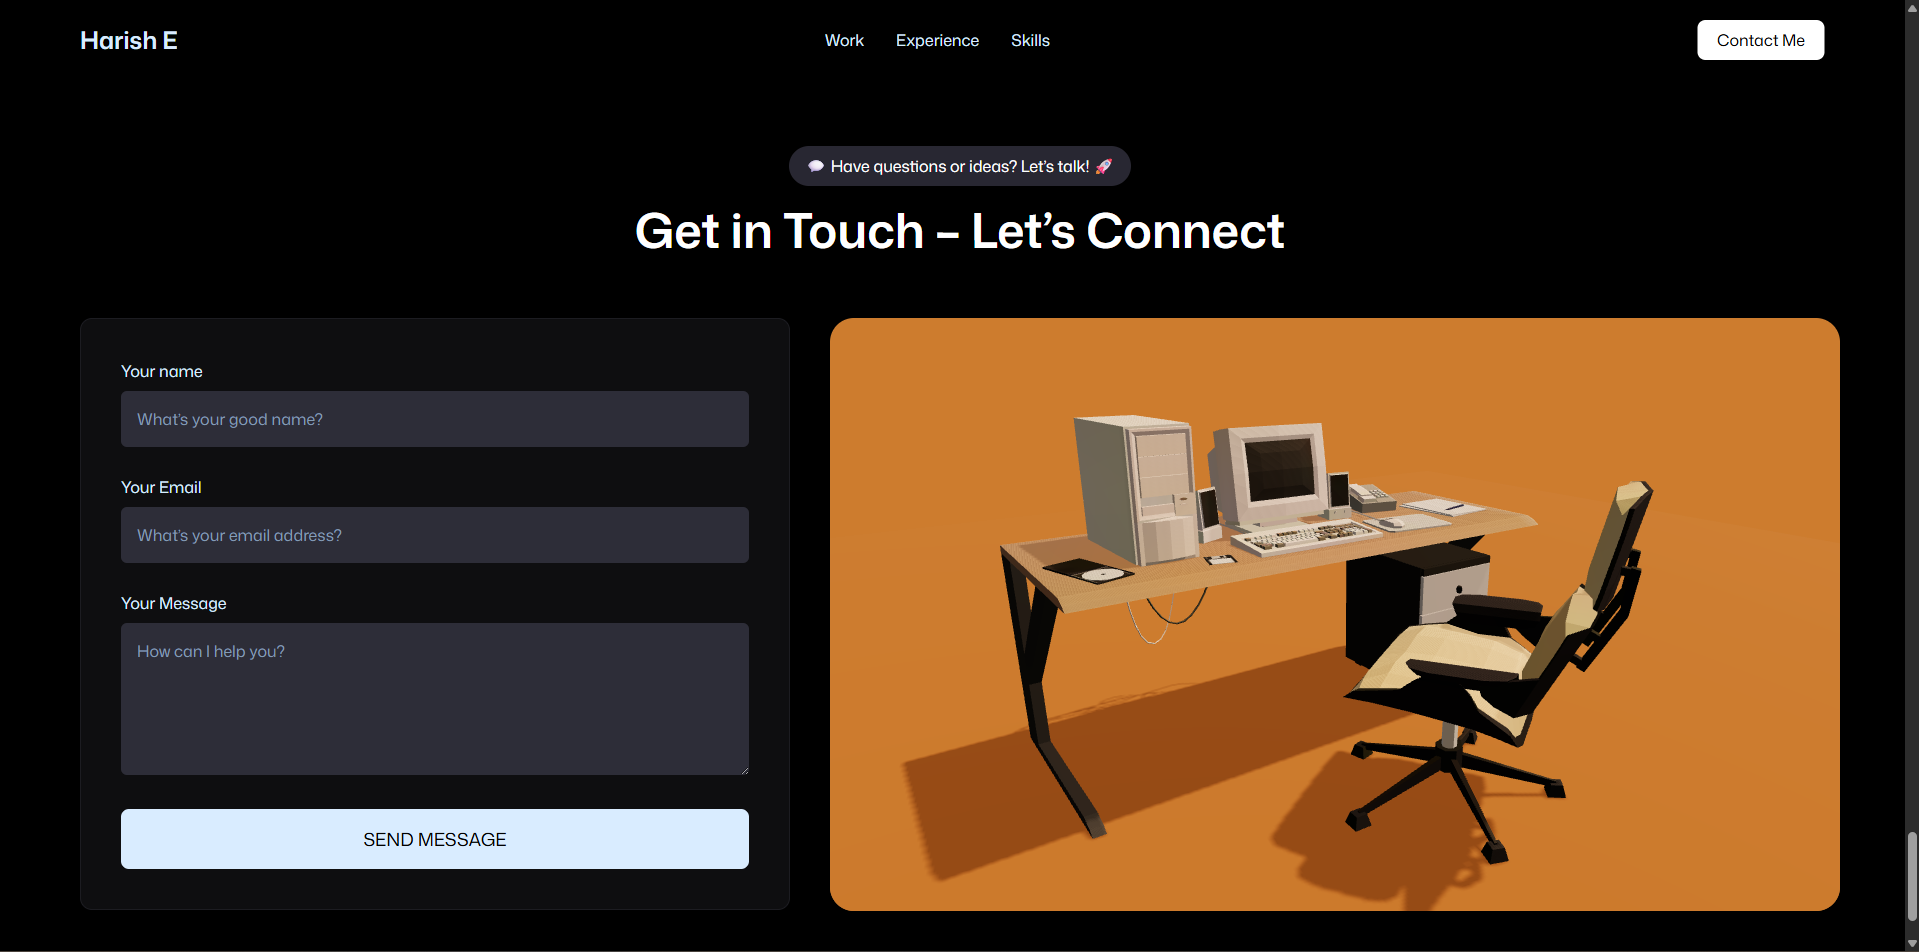 Harish E
Work
Experience
Skills
Contact Me
💬 Have questions or ideas? Let’s talk! 🚀
Get in Touch – Let’s Connect
Your name
What’s your good name?
Your Email
What’s your email address?
Your Message
How can I help you?
SEND MESSAGE